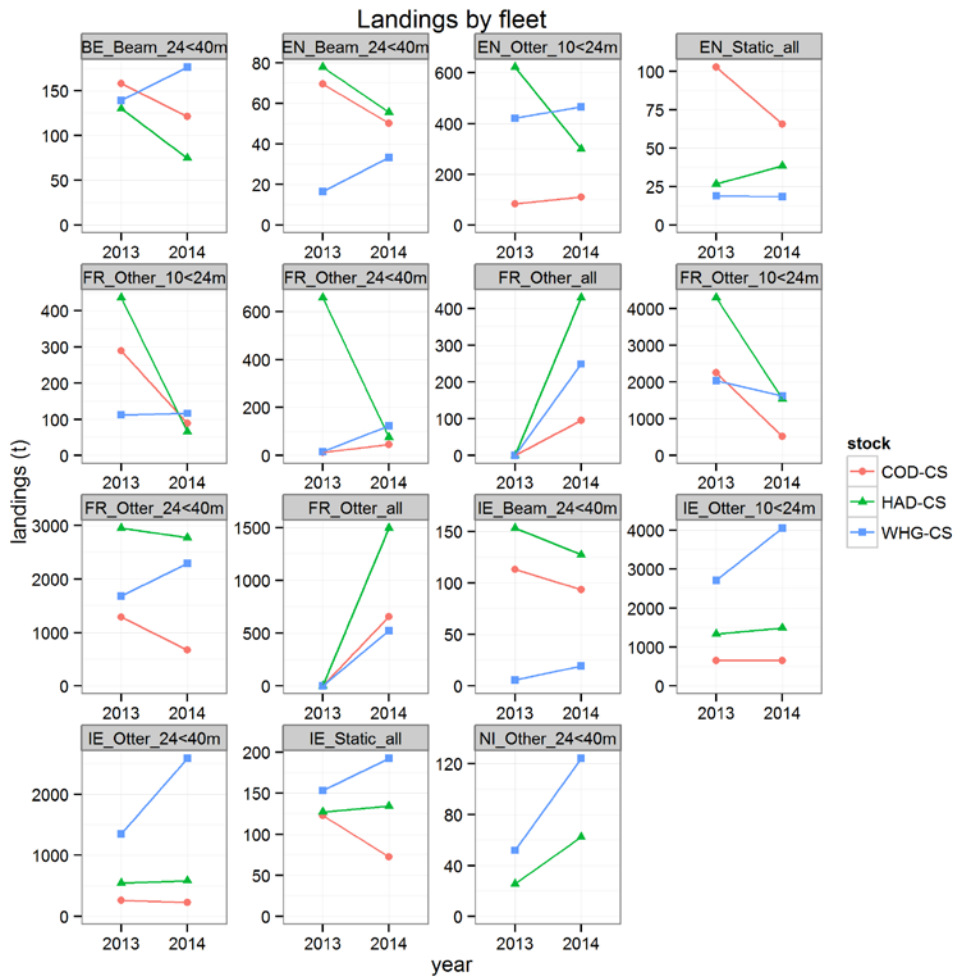 Landings by fleet
BE_Beam_24<40m EN_Beam_24<40m EN_Otter_10<24m EN_Static_all
150 100 50 0
80 60 40 20 0
600 400 200 0
100 75 50 25 0
2013 2014 2013 2014 2013 2014 2013 2014
FR_Other_10<24m FR_Other_24<40m FR_Other_all FR_Otter_10<24m
400 300 200 100 0
600 400 200 0
400 300 200 100 0
4000 3000 2000 1000 0
2013 2014 2013 2014 2013 2014 2013 2014
landings (t)
stock
COD-CS
HAD-CS
WHG-CS
FR_Otter_24<40m FR_Otter_all IE_Beam_24<40m IE_Otter_10<24m
3000 2000 1000 0
1500 1000 500 0
150 100 50 0
4000 3000 2000 1000 0
2013 2014 2013 2014 2013 2014 2013 2014
IE_Otter_24<40m IE_Static_all NI_Other_24<40m
2000 1000 0
200 150 100 50 0
120 80 40 0
2013 2014 2013 2014 2013 2014
year